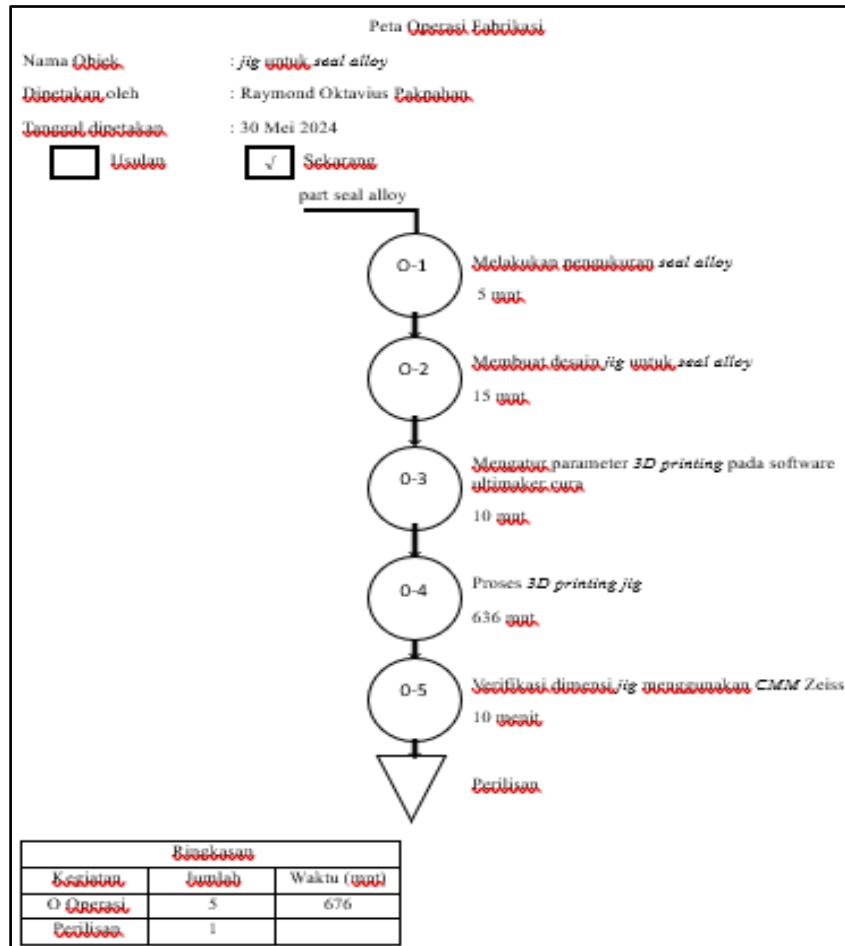 Peta Operasi Fabrikasi
Nama Objek : jig untuk seal alloy
Dipetakan oleh : Raymond Oktavius Pakpahan
Tanggal dipetakan : 30 Mei 2024
Usulan √ Sekarang
part seal alloy
O-1 Melakukan pengukuran seal alloy
5 mnt
O-2 Membuat desain jig untuk seal alloy
15 mnt
O-3 Mengatur parameter 3D printing pada software
ultimaker cura
10 mnt
O-4 Proses 3D printing jig
636 mnt
O-5 Verifikasi dimensi jig menggunakan CMM Zeiss
10 menit
Perilisan
Ringkasan
Kegiatan Jumlah Waktu (mnt)
O Operasi 5 676
Perilisan 1